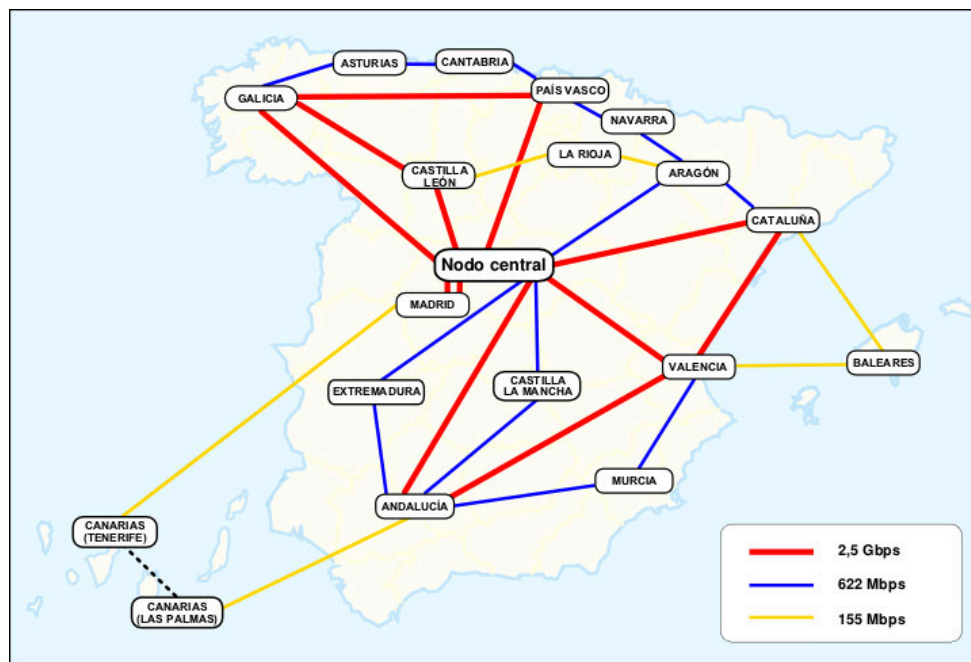 ASTURIAS
CANTABRIA
GALICIA
PAÍS VASCO
NAVARRA
LA RIOJA
CASTILLA
LEÓN
ARAGÓN
CATALUÑA
Nodo central
MADRID
VALENCIA
BALEARES
EXTREMADURA
CASTILLA
LA MANCHA
MURCIA
ANDALUCÍA
CANARIAS
(TENERIFE)
CANARIAS
(LAS PALMAS)
2,5 Gbps
622 Mbps
155 Mbps